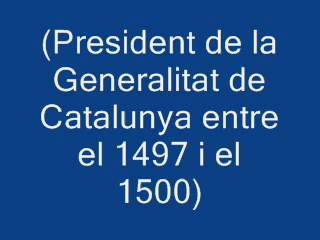 (President de la
Generalitat de
Catalunya entre
el 1497 i el
1500)